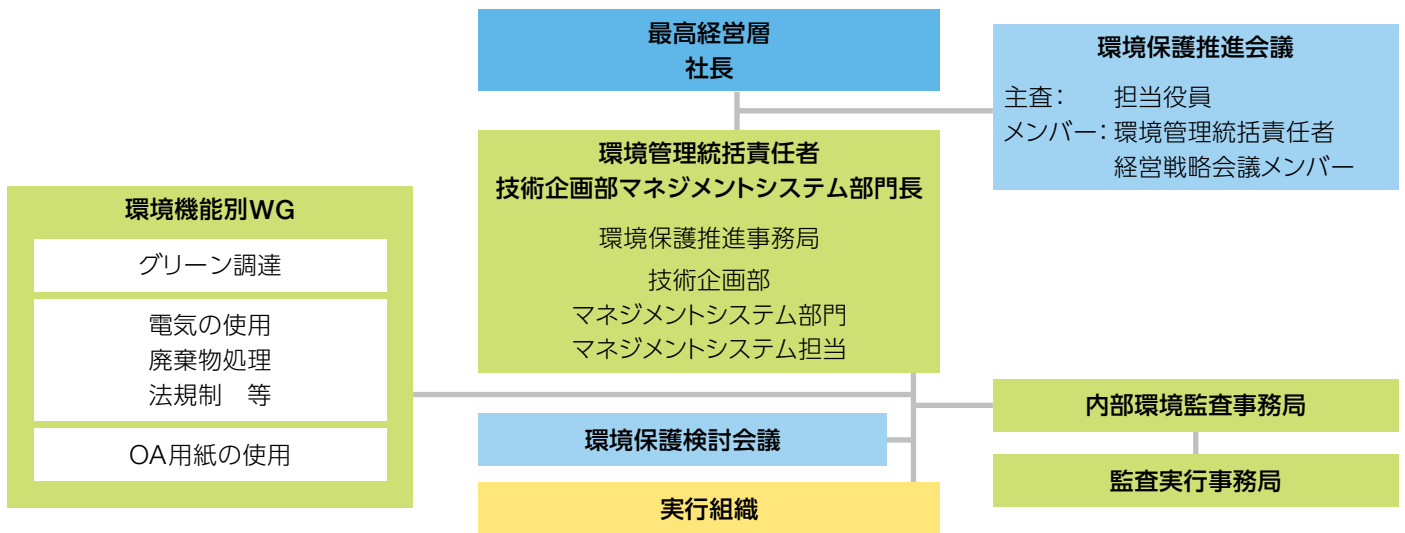 最高経営層
社長
環境保護推進会議
主査： 担当役員
メンバー：環境管理統括責任者
経営戦略会議メンバー
環境管理統括責任者
技術企画部マネジメントシステム部門長
環境保護推進事務局
技術企画部
マネジメントシステム部門
マネジメントシステム担当
環境機能別WG
グリーン調達
電気の使用
廃棄物処理
法規制　等
OA用紙の使用
環境保護検討会議
実行組織
内部環境監査事務局
監査実行事務局